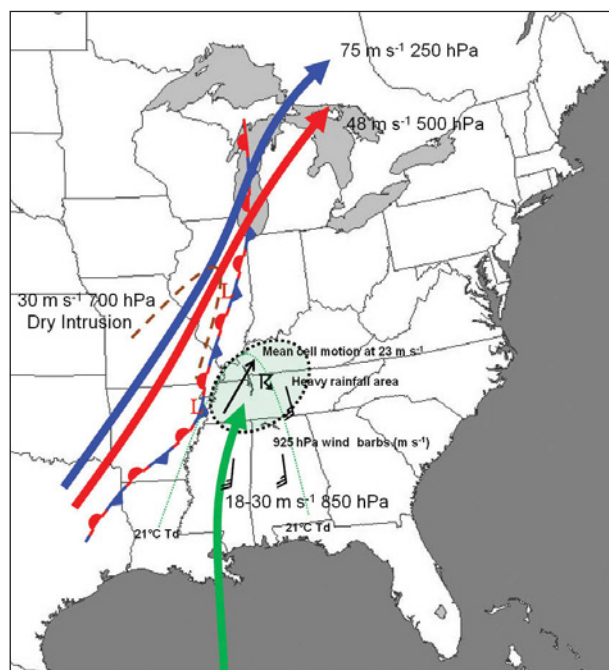 75 m s⁻¹ 250 hPa
48 m s⁻¹ 500 hPa
30 m s⁻¹ 700 hPa
Dry Intrusion
L
Mean cell motion at 23 m s⁻¹
Heavy rainfall area
L
925 hPa wind barbs (m s⁻¹)
18-30 m s⁻¹ 850 hPa
21°C Td
21°C Td